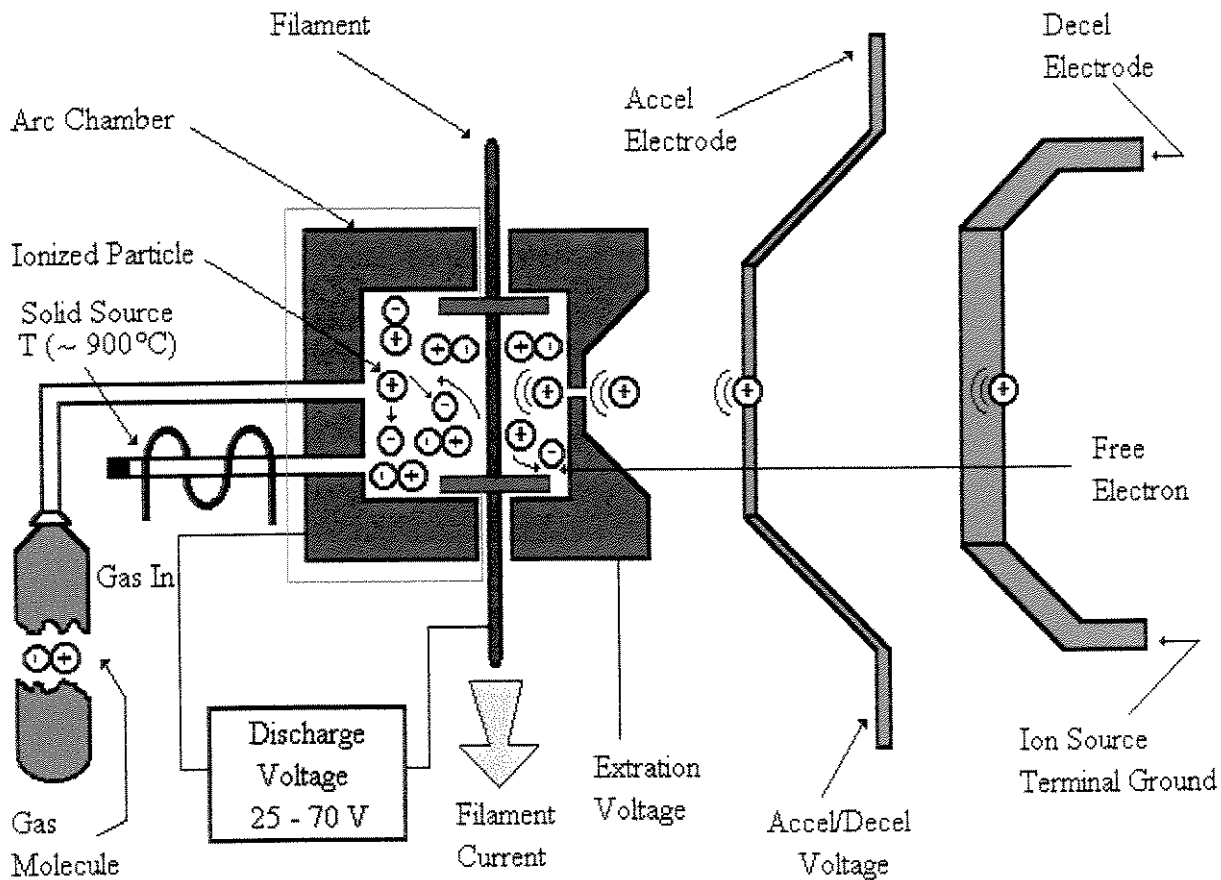 Filament
Decel
Electrode
Accel
Electrode
Arc Chamber
Ionized Particle
Solid Source
T (~ 900°C)
Free
Electron
Gas In
Discharge
Voltage
25 - 70 V
Extration
Voltage
Ion Source
Terminal Ground
Gas
Molecule
Filament
Current
Accel/Decel
Voltage